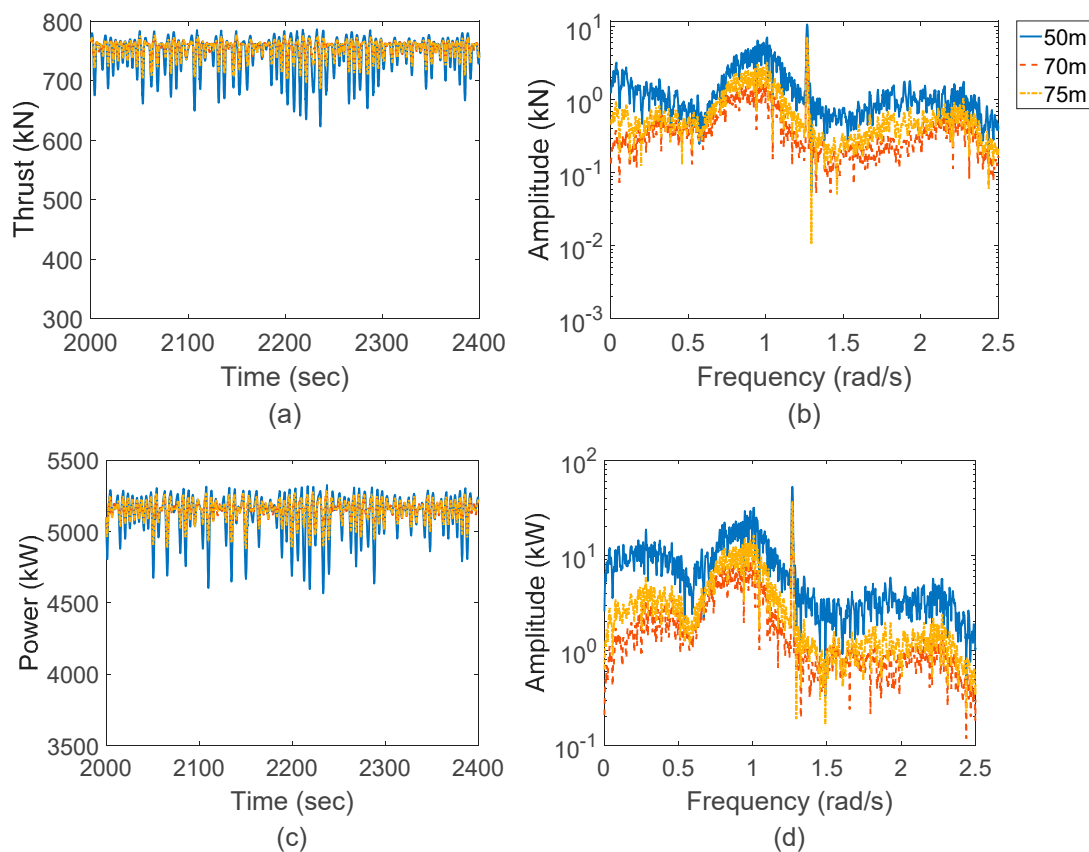 800
700
600
500
400
300
2000 2100 2200 2300 2400
Thrust (kN)
Time (sec)
(a)
10^1
10^0
10^-1
10^-2
10^-3
0 0.5 1 1.5 2 2.5
Amplitude (kN)
Frequency (rad/s)
(b)
50m
70m
75m
5500
5000
4500
4000
3500
2000 2100 2200 2300 2400
Power (kW)
Time (sec)
(c)
10^2
10^1
10^0
10^-1
0 0.5 1 1.5 2 2.5
Amplitude (kW)
Frequency (rad/s)
(d)